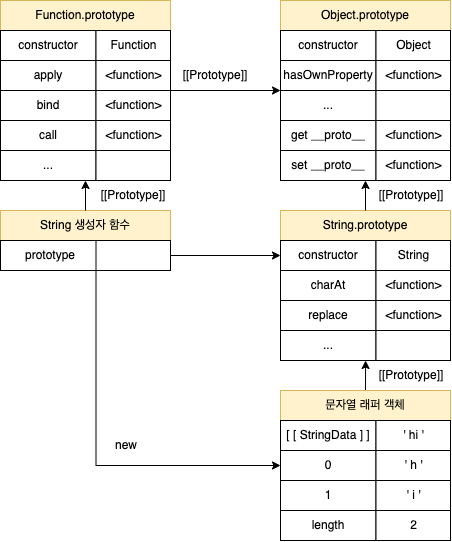 Function.prototype
constructor Function
apply <function>
bind <function>
call <function>
...
[[Prototype]]
Object.prototype
constructor Object
hasOwnProperty <function>
...
get __proto__ <function>
set __proto__ <function>
[[Prototype]]
[[Prototype]]
String 생성자 함수
prototype
String.prototype
constructor String
charAt <function>
replace <function>
...
[[Prototype]]
new
문자열 래퍼 객체
[ [ StringData ] ] ' hi '
0 ' h '
1 ' i '
length 2